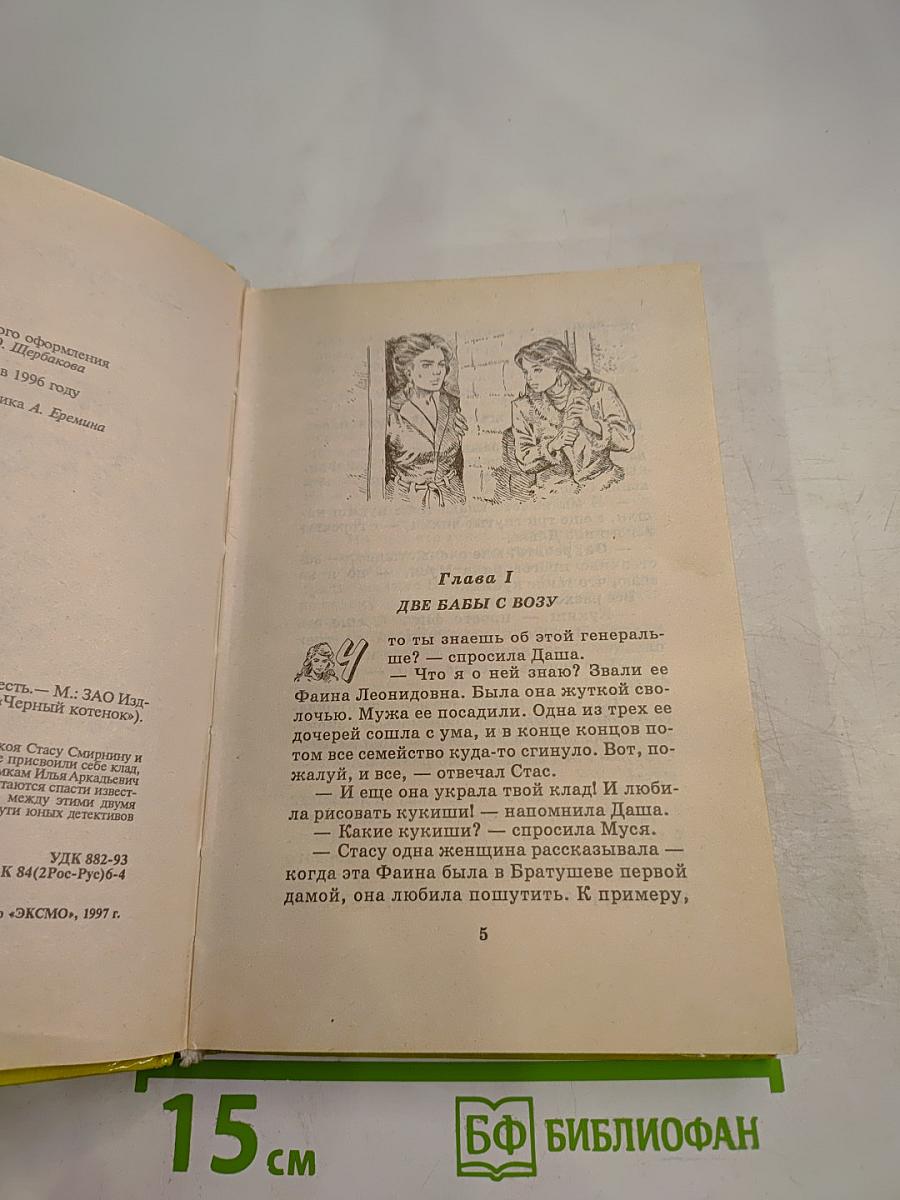 ого оформления
Щербакова
в 1996 году
ика А. Еремина
есть.— М.: ЗАО Изд-
«Черный котенок»).
коя Стасу Смирнину и
е присвоили себе клад,
мкам Илья Аркадьевич
таются спасти извест-
между этими двумя
ути юных детективов
УДК 882-93
К 84(2Рос-Рус)6-4
«ЭКСМО», 1997 г.
Глава I
ДВЕ БАБЫ С ВОЗУ
Что ты знаешь об этой генераль-
ше? — спросила Даша.
— Что я о ней знаю? Звали ее
Фаина Леонидовна. Была она жуткой сво-
лочью. Мужа ее посадили. Одна из трех ее
дочерей сошла с ума, и в конце концов по-
том все семейство куда-то сгинуло. Вот, по-
жалуй, и все, — отвечал Стас.
— И еще она украла твой клад! И люби-
ла рисовать кукиши! — напомнила Даша.
— Какие кукиши? — спросила Муся.
— Стасу одна женщина рассказывала —
когда эта Фаина была в Братушеве первой
дамой, она любила пошутить. К примеру,
5
15 см
БФ БИБЛИОФАН